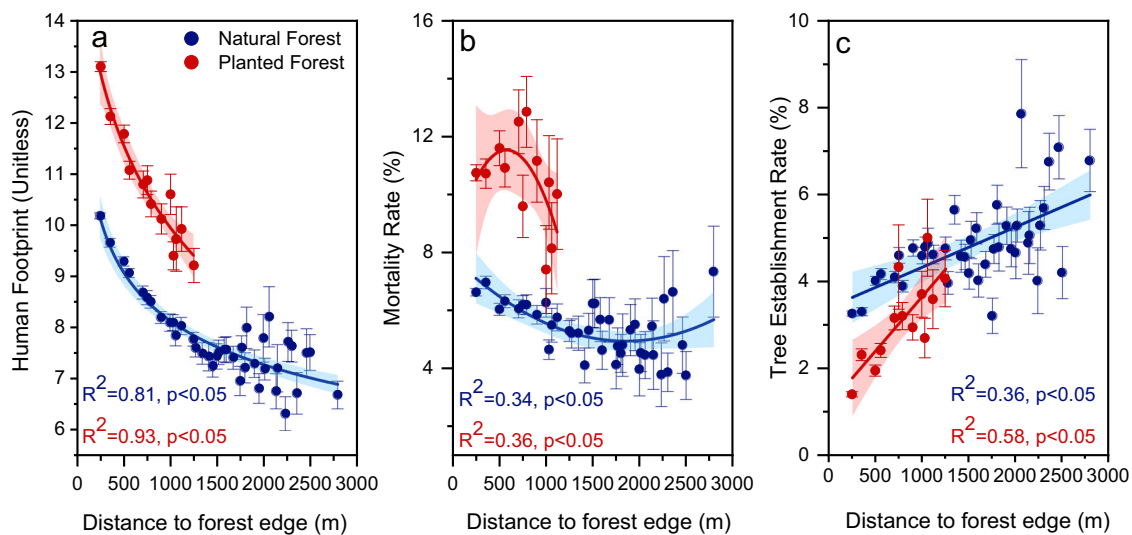 a
Natural Forest
Planted Forest
Human Footprint (Unitless)
14
13
12
11
10
9
8
7
6
R²=0.81, p<0.05
R²=0.93, p<0.05
0 500 1000 1500 2000 2500 3000
Distance to forest edge (m)
b
Mortality Rate (%)
16
12
8
4
R²=0.34, p<0.05
R²=0.36, p<0.05
0 500 1000 1500 2000 2500 3000
Distance to forest edge (m)
c
Tree Establishment Rate (%)
10
8
6
4
2
0
R²=0.36, p<0.05
R²=0.58, p<0.05
0 500 1000 1500 2000 2500 3000
Distance to forest edge (m)